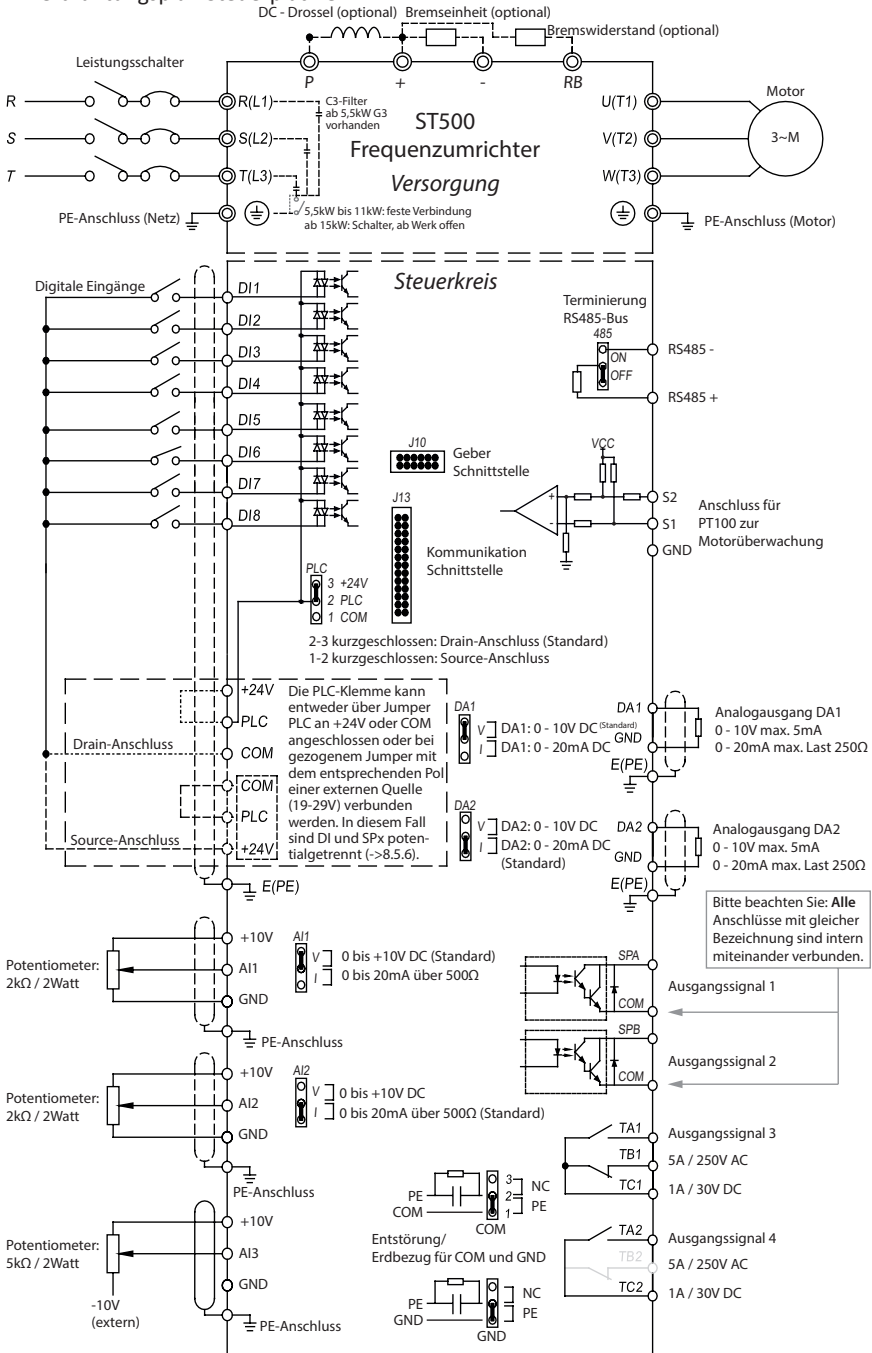 DC - Drossel (optional) Bremseinheit (optional)
Bremswiderstand (optional)
Leistungsschalter
P + - RB
R
S
T
R(L1)
S(L2)
T(L3)
C3-Filter
ab 5,5kW G3
vorhanden
ST500
Frequenzumrichter
Versorgung
U(T1)
V(T2)
W(T3)
Motor
3~M
PE-Anschluss (Netz)
5,5kW bis 11kW: feste Verbindung
ab 15kW: Schalter, ab Werk offen
PE-Anschluss (Motor)
Steuerkreis
Digitale Eingänge
DI1
DI2
DI3
DI4
DI5
DI6
DI7
DI8
Terminierung
RS485-Bus
485
ON
OFF
RS485 -
RS485 +
J10
Geber
Schnittstelle
J13
Kommunikation
Schnittstelle
VCC
+
-
S2
S1
GND
Anschluss für
PT100 zur
Motorüberwachung
PLC
3 +24V
2 PLC
1 COM
2-3 kurzgeschlossen: Drain-Anschluss (Standard)
1-2 kurzgeschlossen: Source-Anschluss
+24V
PLC
COM
COM
PLC
+24V
Drain-Anschluss
Source-Anschluss
E(PE)
Die PLC-Klemme kann
entweder über Jumper
PLC an +24V oder COM
angeschlossen oder bei
gezogenem Jumper mit
dem entsprechenden Pol
einer externen Quelle
(19-29V) verbunden
werden. In diesem Fall
sind DI und SPx poten-
tialgetrennt (->8.5.6).
DA1
V DA1: 0 - 10V DC (Standard)
I DA1: 0 - 20mA DC
DA1
GND
E(PE)
Analogausgang DA1
0 - 10V max. 5mA
0 - 20mA max. Last 250Ω
DA2
V DA2: 0 - 10V DC
I DA2: 0 - 20mA DC
(Standard)
DA2
GND
E(PE)
Analogausgang DA2
0 - 10V max. 5mA
0 - 20mA max. Last 250Ω
Bitte beachten Sie: Alle
Anschlüsse mit gleicher
Bezeichnung sind intern
miteinander verbunden.
Potentiometer:
2kΩ / 2Watt
+10V
AI1
GND
PE-Anschluss
AI1
V 0 bis +10V DC (Standard)
I 0 bis 20mA über 500Ω
SPA
COM
Ausgangssignal 1
SPB
COM
Ausgangssignal 2
Potentiometer:
2kΩ / 2Watt
+10V
AI2
GND
PE-Anschluss
AI2
V 0 bis +10V DC
I 0 bis 20mA über 500Ω (Standard)
TA1
TB1
TC1
Ausgangssignal 3
5A / 250V AC
1A / 30V DC
PE
COM
3
2
1
NC
PE
COM
Entstörung/
Erdbezug für COM und GND
Potentiometer:
5kΩ / 2Watt
-10V
(extern)
+10V
AI3
GND
PE-Anschluss
PE
GND
NC
PE
GND
TA2
TB2
TC2
Ausgangssignal 4
5A / 250V AC
1A / 30V DC